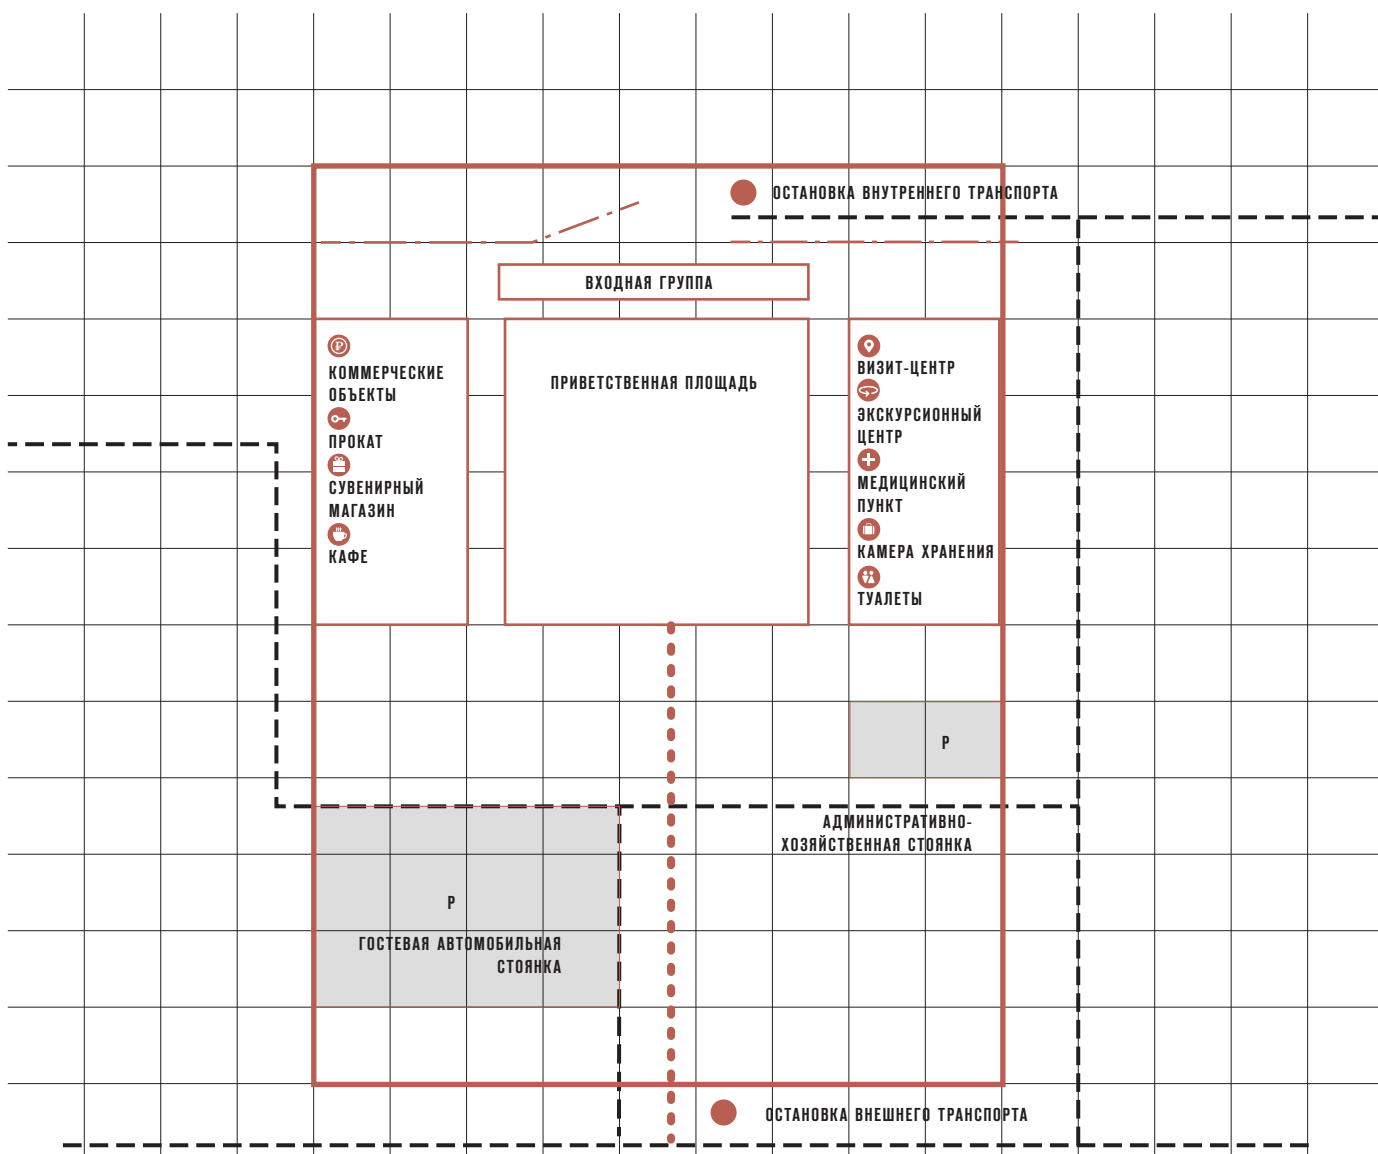 ОСТАНОВКА ВНУТРЕННЕГО ТРАНСПОРТА
ВХОДНАЯ ГРУППА
КОММЕРЧЕСКИЕ
ОБЪЕКТЫ
ПРОКАТ
СУВЕНИРНЫЙ
МАГАЗИН
КАФЕ
ПРИВЕТСТВЕННАЯ ПЛОЩАДЬ
ВИЗИТ-ЦЕНТР
ЭКСКУРСИОННЫЙ
ЦЕНТР
МЕДИЦИНСКИЙ
ПУНКТ
КАМЕРА ХРАНЕНИЯ
ТУАЛЕТЫ
Р
АДМИНИСТРАТИВНО-
ХОЗЯЙСТВЕННАЯ СТОЯНКА
Р
ГОСТЕВАЯ АВТОМОБИЛЬНАЯ
СТОЯНКА
ОСТАНОВКА ВНЕШНЕГО ТРАНСПОРТА